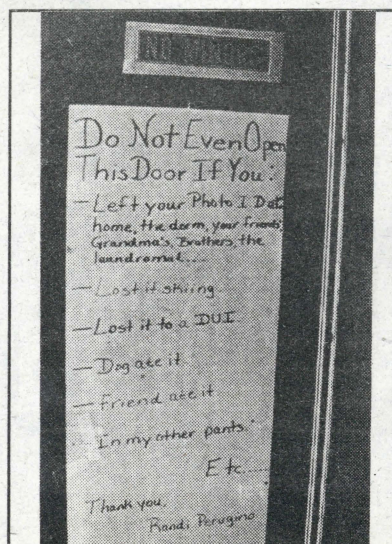 Do Not Even Open
This Door If You:
- Left your Photo I D at
home, the dorm, your friends,
Grandma's, Brothers, the
laundromat....
- Lost it skiing
- Lost it to a DUI
- Dog ate it
- Friend ate it
- In my other pants.
Etc.....
Thank you,
Randi Perugino